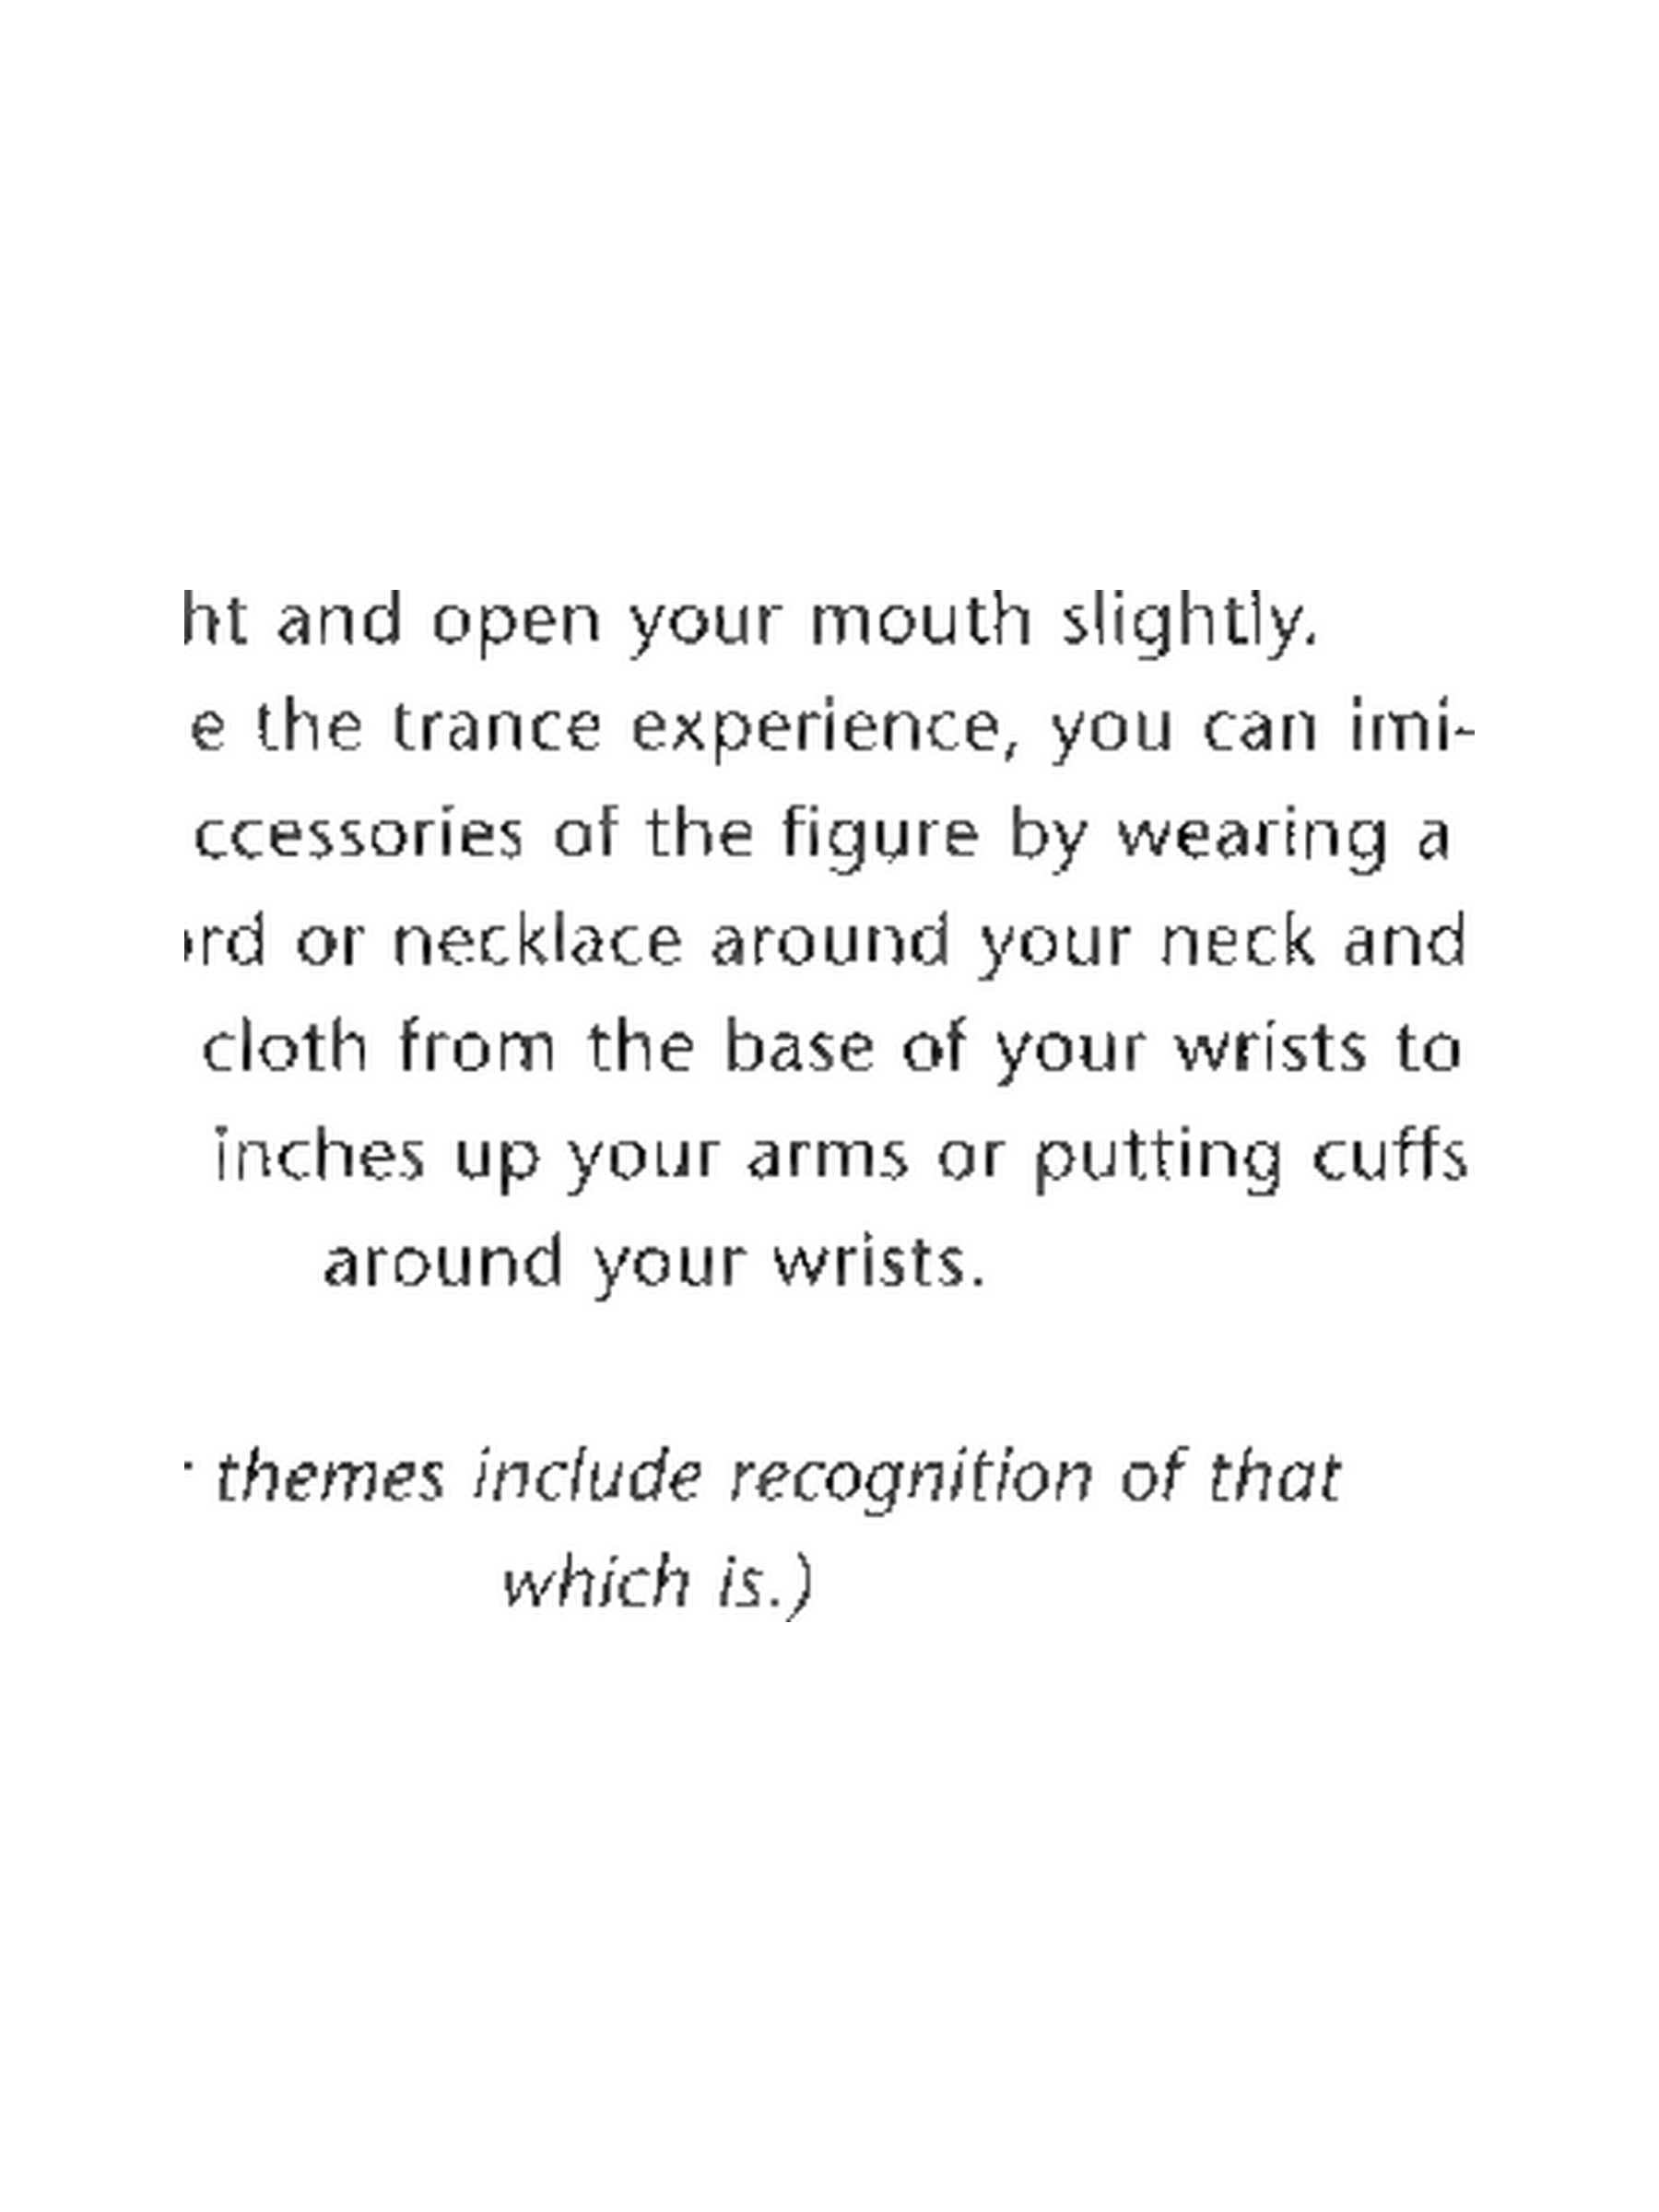 ht and open your mouth slightly.
e the trance experience, you can imi-
ccessories of the figure by wearing a
rd or necklace around your neck and
cloth from the base of your wrists to
inches up your arms or putting cuffs
around your wrists.
themes include recognition of that
which is.)